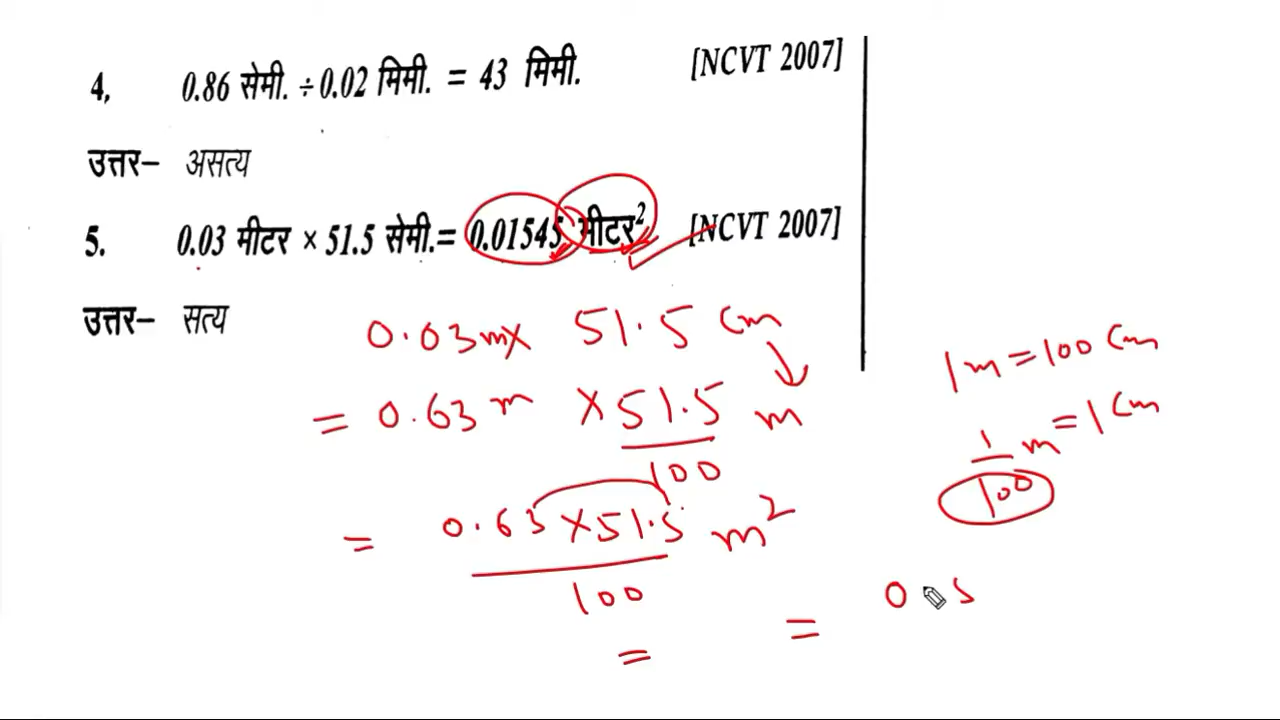 4, 0.86 सेमी. ÷ 0.02 मिमी. = 43 मिमी. [NCVT 2007]
उत्तर– असत्य
5. 0.03 मीटर × 51.5 सेमी.= 0.01545 मीटर² [NCVT 2007]
उत्तर– सत्य
0.03m× 51.5 cm
= 0.63 m × 51.5/100 m
1m = 100 cm
1/100 m = 1 cm
= 0.63 × 51.5/100 m²
=
= 0 . 5